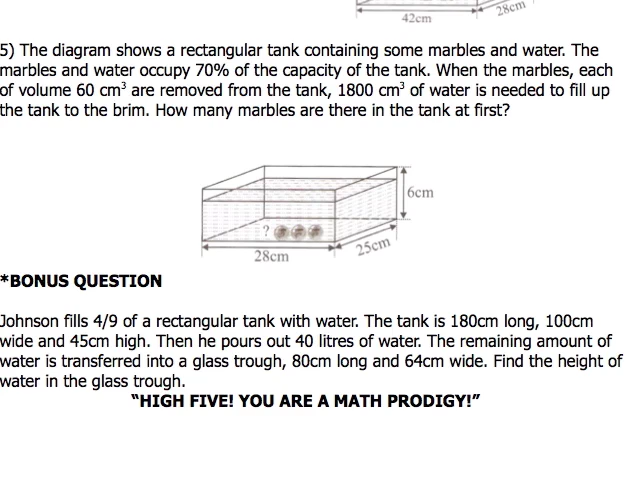 42cm
28cm
5) The diagram shows a rectangular tank containing some marbles and water. The
marbles and water occupy 70% of the capacity of the tank. When the marbles, each
of volume 60 cm³ are removed from the tank, 1800 cm³ of water is needed to fill up
the tank to the brim. How many marbles are there in the tank at first?
6cm
?
28cm
25cm
*BONUS QUESTION
Johnson fills 4/9 of a rectangular tank with water. The tank is 180cm long, 100cm
wide and 45cm high. Then he pours out 40 litres of water. The remaining amount of
water is transferred into a glass trough, 80cm long and 64cm wide. Find the height of
water in the glass trough.
"HIGH FIVE! YOU ARE A MATH PRODIGY!"